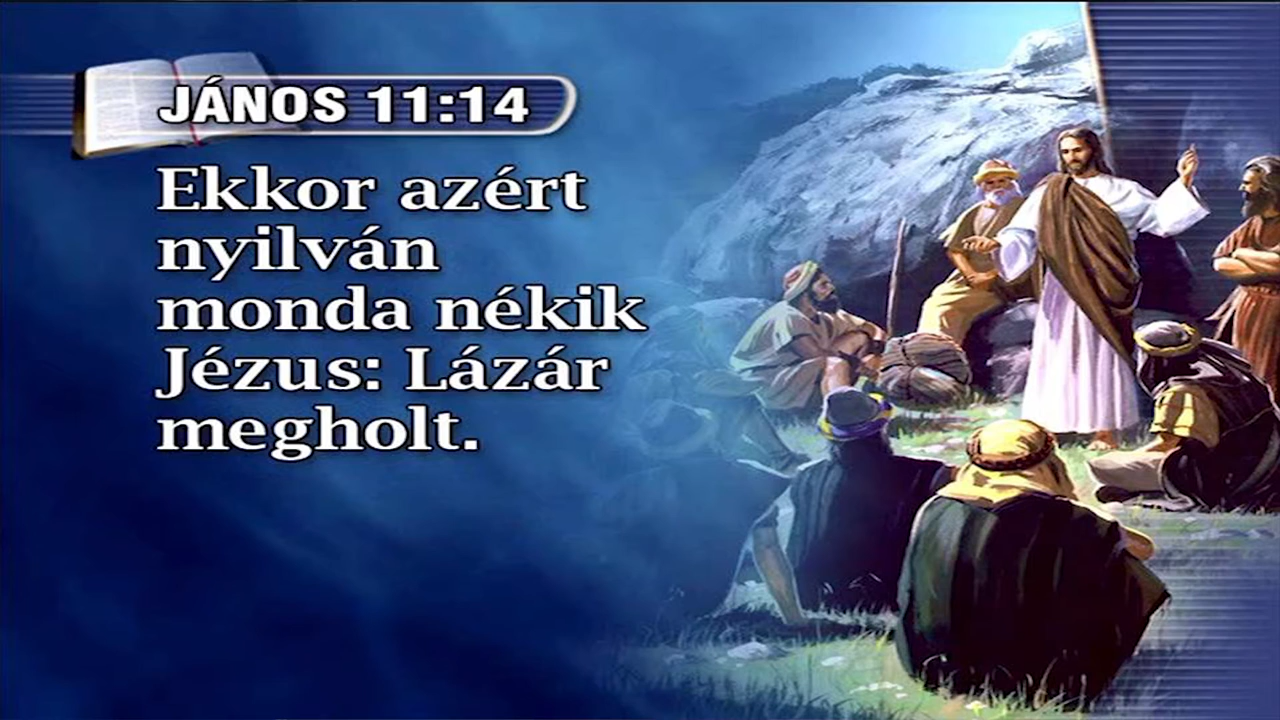 JÁNOS 11:14
Ekkor azért
nyilván
monda nékik
Jézus: Lázár
megholt.